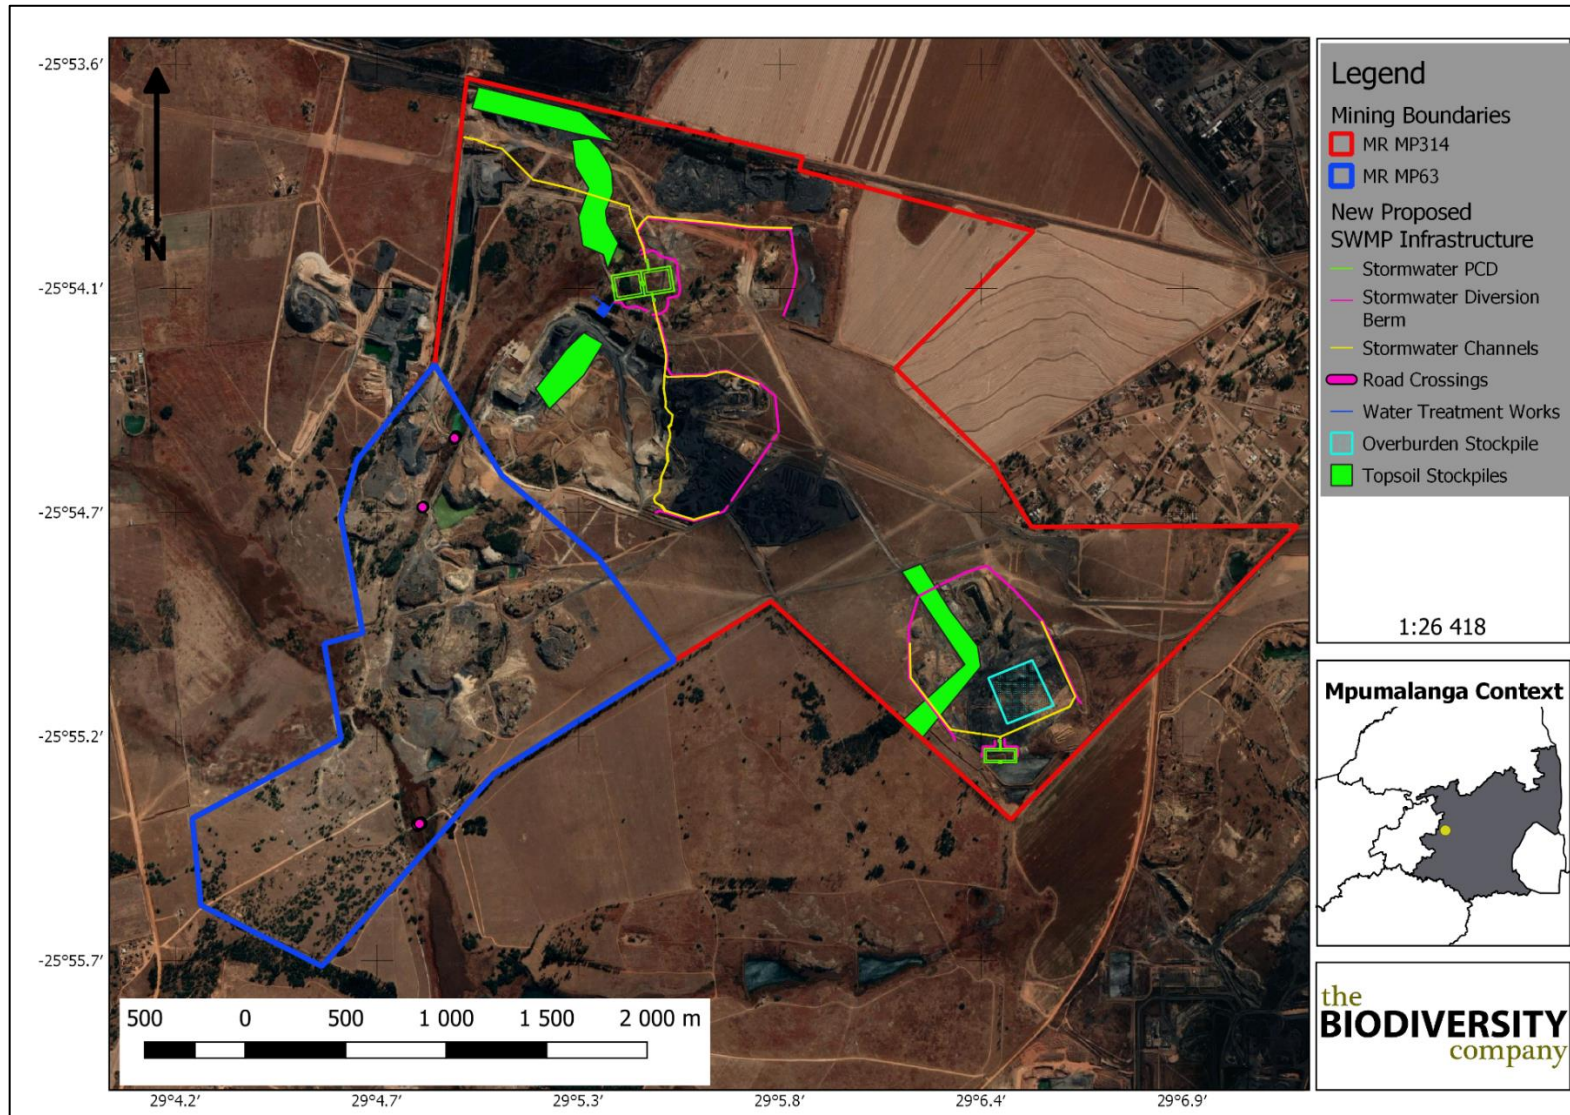 -25°53.6′
-25°54.1′
-25°54.7′
-25°55.2′
-25°55.7′
N
500 0 500 1 000 1 500 2 000 m
29°4.2′ 29°4.7′ 29°5.3′ 29°5.8′ 29°6.4′ 29°6.9′
Legend
Mining Boundaries
MR MP314
MR MP63
New Proposed
SWMP Infrastructure
Stormwater PCD
Stormwater Diversion
Berm
Stormwater Channels
Road Crossings
Water Treatment Works
Overburden Stockpile
Topsoil Stockpiles
1:26 418
Mpumalanga Context
the
BIODIVERSITY
company